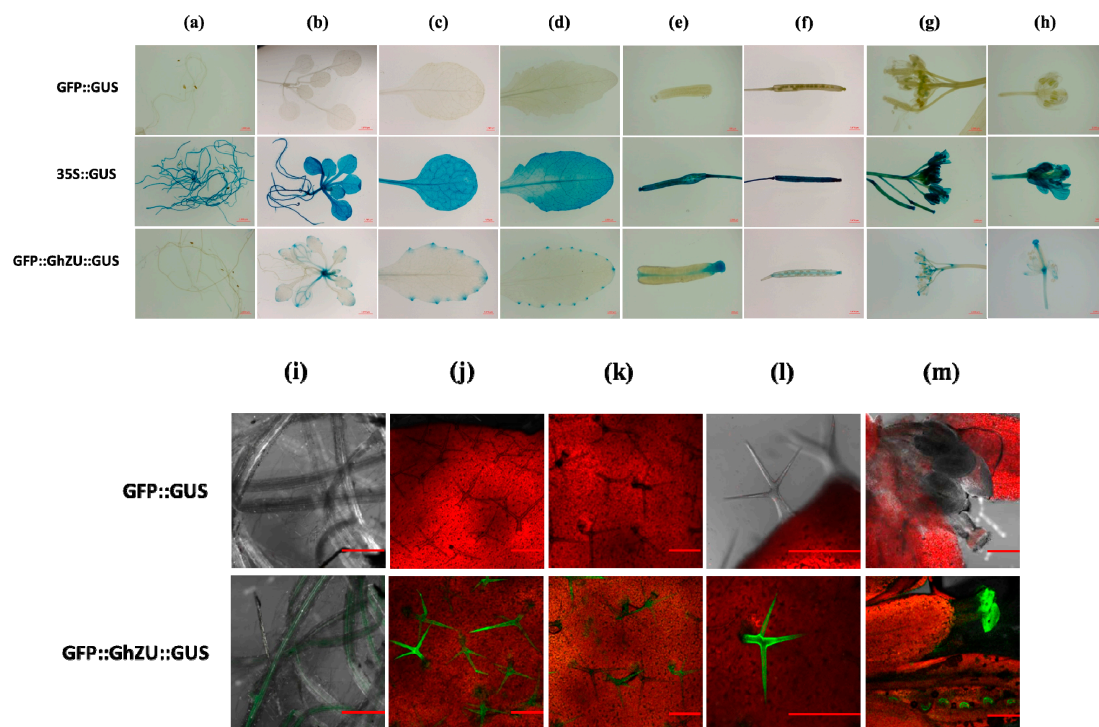 (a) (b) (c) (d) (e) (f) (g) (h)
GFP::GUS
35S::GUS
GFP::GhZU::GUS
(i) (j) (k) (l) (m)
GFP::GUS
GFP::GhZU::GUS